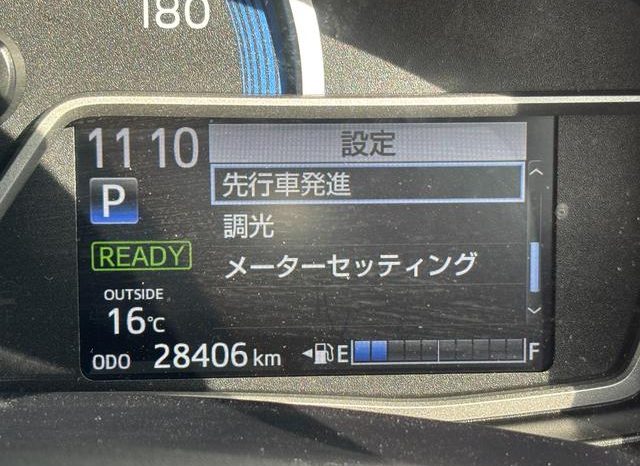 180
11 10
設定
先行車発進
P
調光
READY
メーターセッティング
OUTSIDE
16℃
ODO 28406 km
E F